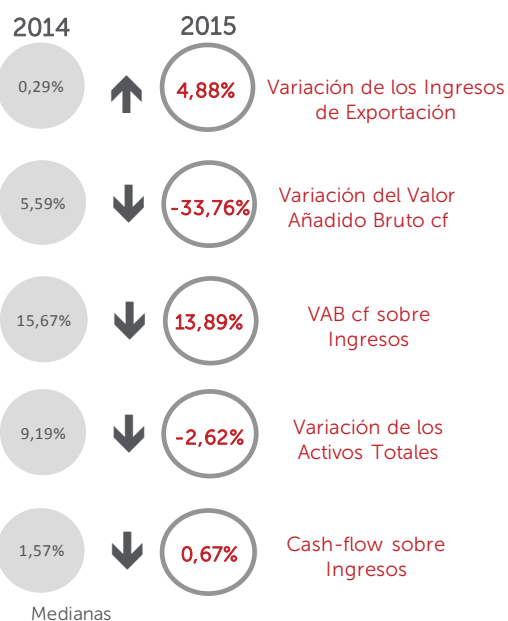 2014 2015
0,29% 4,88% Variación de los Ingresos
de Exportación
5,59% -33,76% Variación del Valor
Añadido Bruto cf
15,67% 13,89% VAB cf sobre
Ingresos
9,19% -2,62% Variación de los
Activos Totales
1,57% 0,67% Cash-flow sobre
Ingresos
Medianas